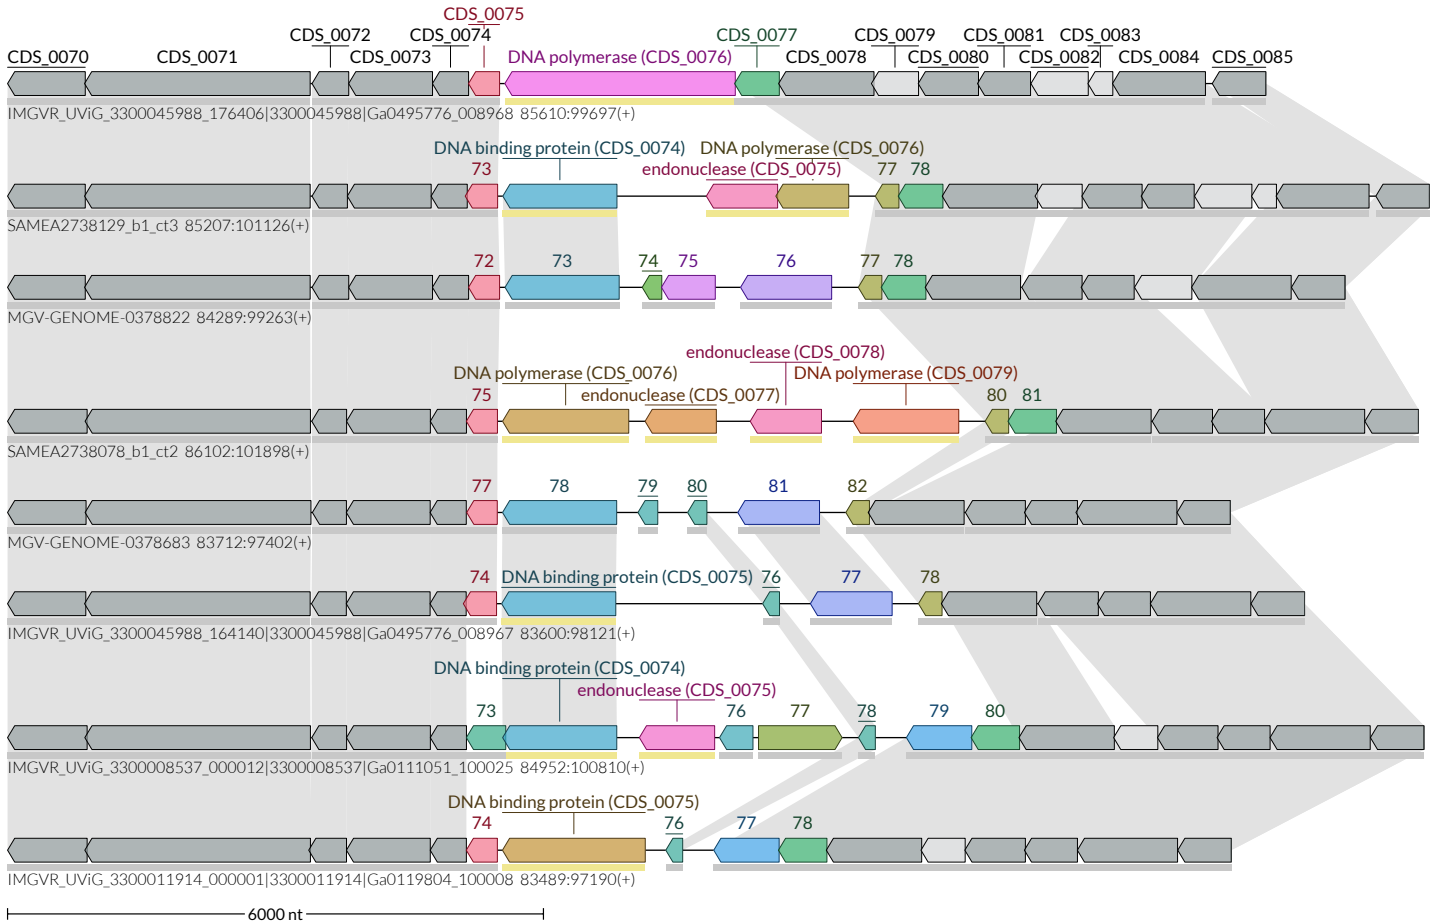 CDS_0075
CDS_0072 CDS_0074 CDS_0079 CDS_0081 CDS_0083
CDS_0070 CDS_0071 CDS_0073 DNA polymerase (CDS_0076) CDS_0077 CDS_0078 CDS_0080 CDS_0082 CDS_0084 CDS_0085
IMGVR_UViG_3300045988_176406|3300045988|Ga0495776_008968 85610:99697(+)
DNA binding protein (CDS_0074) DNA polymerase (CDS_0076)
73 endonuclease (CDS_0075) 77 78
SAMEA2738129_b1_ct3 85207:101126(+)
72 73 74 75 76 77 78
MGV-GENOME-0378822 84289:99263(+)
endonuclease (CDS_0078)
DNA polymerase (CDS_0076) DNA polymerase (CDS_0079)
75 endonuclease (CDS_0077) 80 81
SAMEA2738078_b1_ct2 86102:101898(+)
77 78 79 80 81 82
MGV-GENOME-0378683 83712:97402(+)
74 DNA binding protein (CDS_0075) 76 77 78
IMGVR_UViG_3300045988_164140|3300045988|Ga0495776_008967 83600:98121(+)
DNA binding protein (CDS_0074)
endonuclease (CDS_0075)
73 76 77 78 79 80
IMGVR_UViG_3300008537_000012|3300008537|Ga0111051_100025 84952:100810(+)
DNA binding protein (CDS_0075)
74 76 77 78
IMGVR_UViG_3300011914_000001|3300011914|Ga0119804_100008 83489:97190(+)
6000 nt